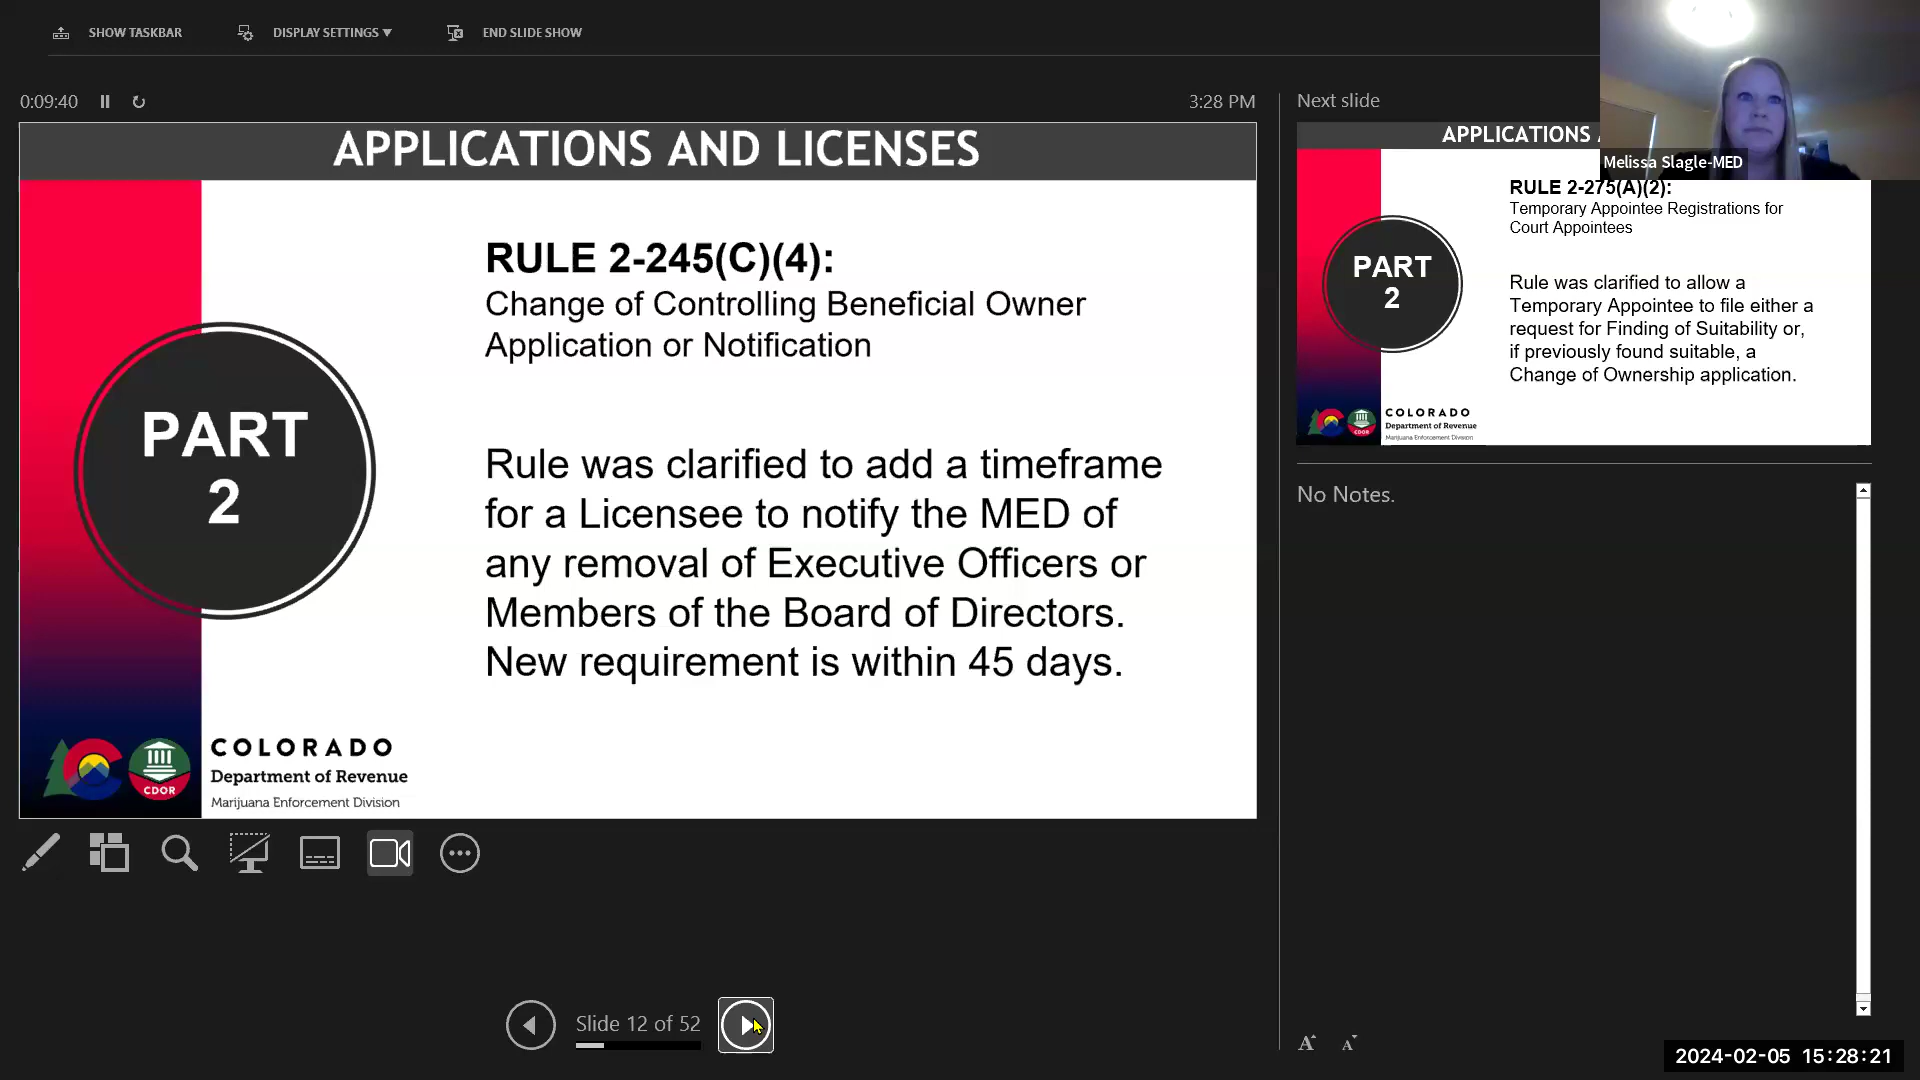 SHOW TASKBAR
DISPLAY SETTINGS ▼
END SLIDE SHOW
0:09:40
3:28 PM
APPLICATIONS AND LICENSES
RULE 2-245(C)(4):
Change of Controlling Beneficial Owner
Application or Notification
PART
2
Rule was clarified to add a timeframe
for a Licensee to notify the MED of
any removal of Executive Officers or
Members of the Board of Directors.
New requirement is within 45 days.
CDOR
COLORADO
Department of Revenue
Marijuana Enforcement Division
Slide 12 of 52
Next slide
APPLICATIONS
Melissa Slagle-MED
RULE 2-275(A)(2):
Temporary Appointee Registrations for
Court Appointees
PART
2
Rule was clarified to allow a
Temporary Appointee to file either a
request for Finding of Suitability or,
if previously found suitable, a
Change of Ownership application.
CDOR
COLORADO
Department of Revenue
Marijuana Enforcement Division
No Notes.
A A
2024-02-05 15:28:21